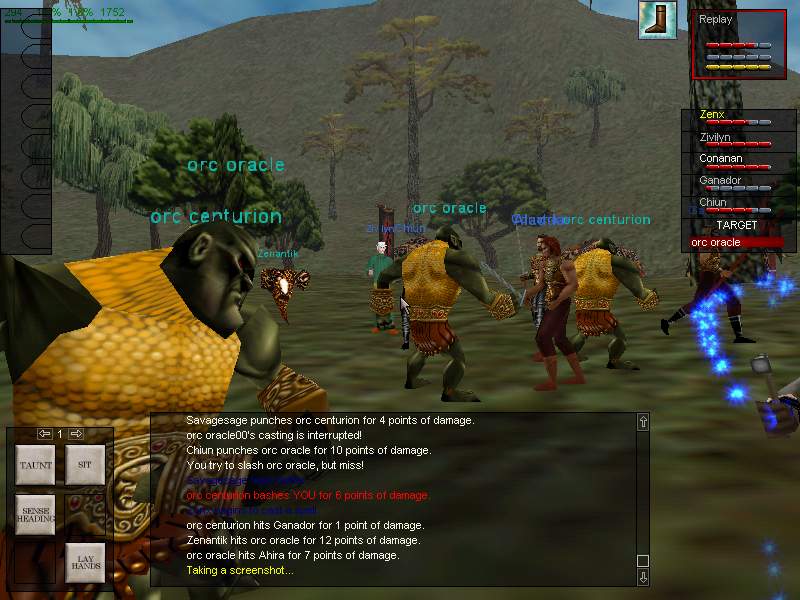 1752
Replay
Zenx
Zivilyn
Conanan
Ganador
Chiun
TARGET
orc oracle
orc oracle
orc centurion
orc oracle
orc centurion
Zivilyn Chiun
Zenantik
Savagesage punches orc centurion for 4 points of damage.
orc oracle00's casting is interrupted!
Chiun punches orc oracle for 10 points of damage.
You try to slash orc oracle, but miss!
orc centurion bashes YOU for 6 points of damage.
orc centurion hits Ganador for 1 point of damage.
Zenantik hits orc oracle for 12 points of damage.
orc oracle hits Ahira for 7 points of damage.
Taking a screenshot...
1
TAUNT
SIT
SENSE
HEADING
LAY
HANDS